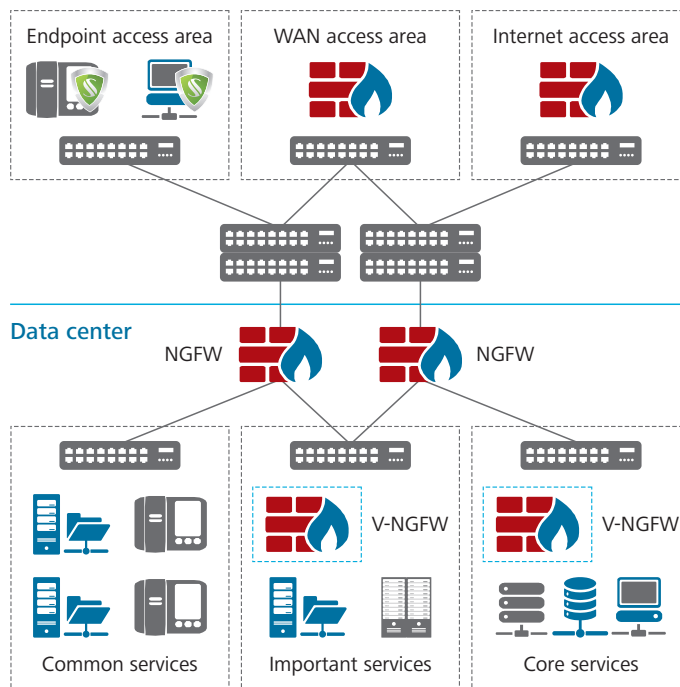 Endpoint access area
WAN access area
Internet access area
Data center
NGFW
NGFW
V-NGFW
V-NGFW
Common services
Important services
Core services